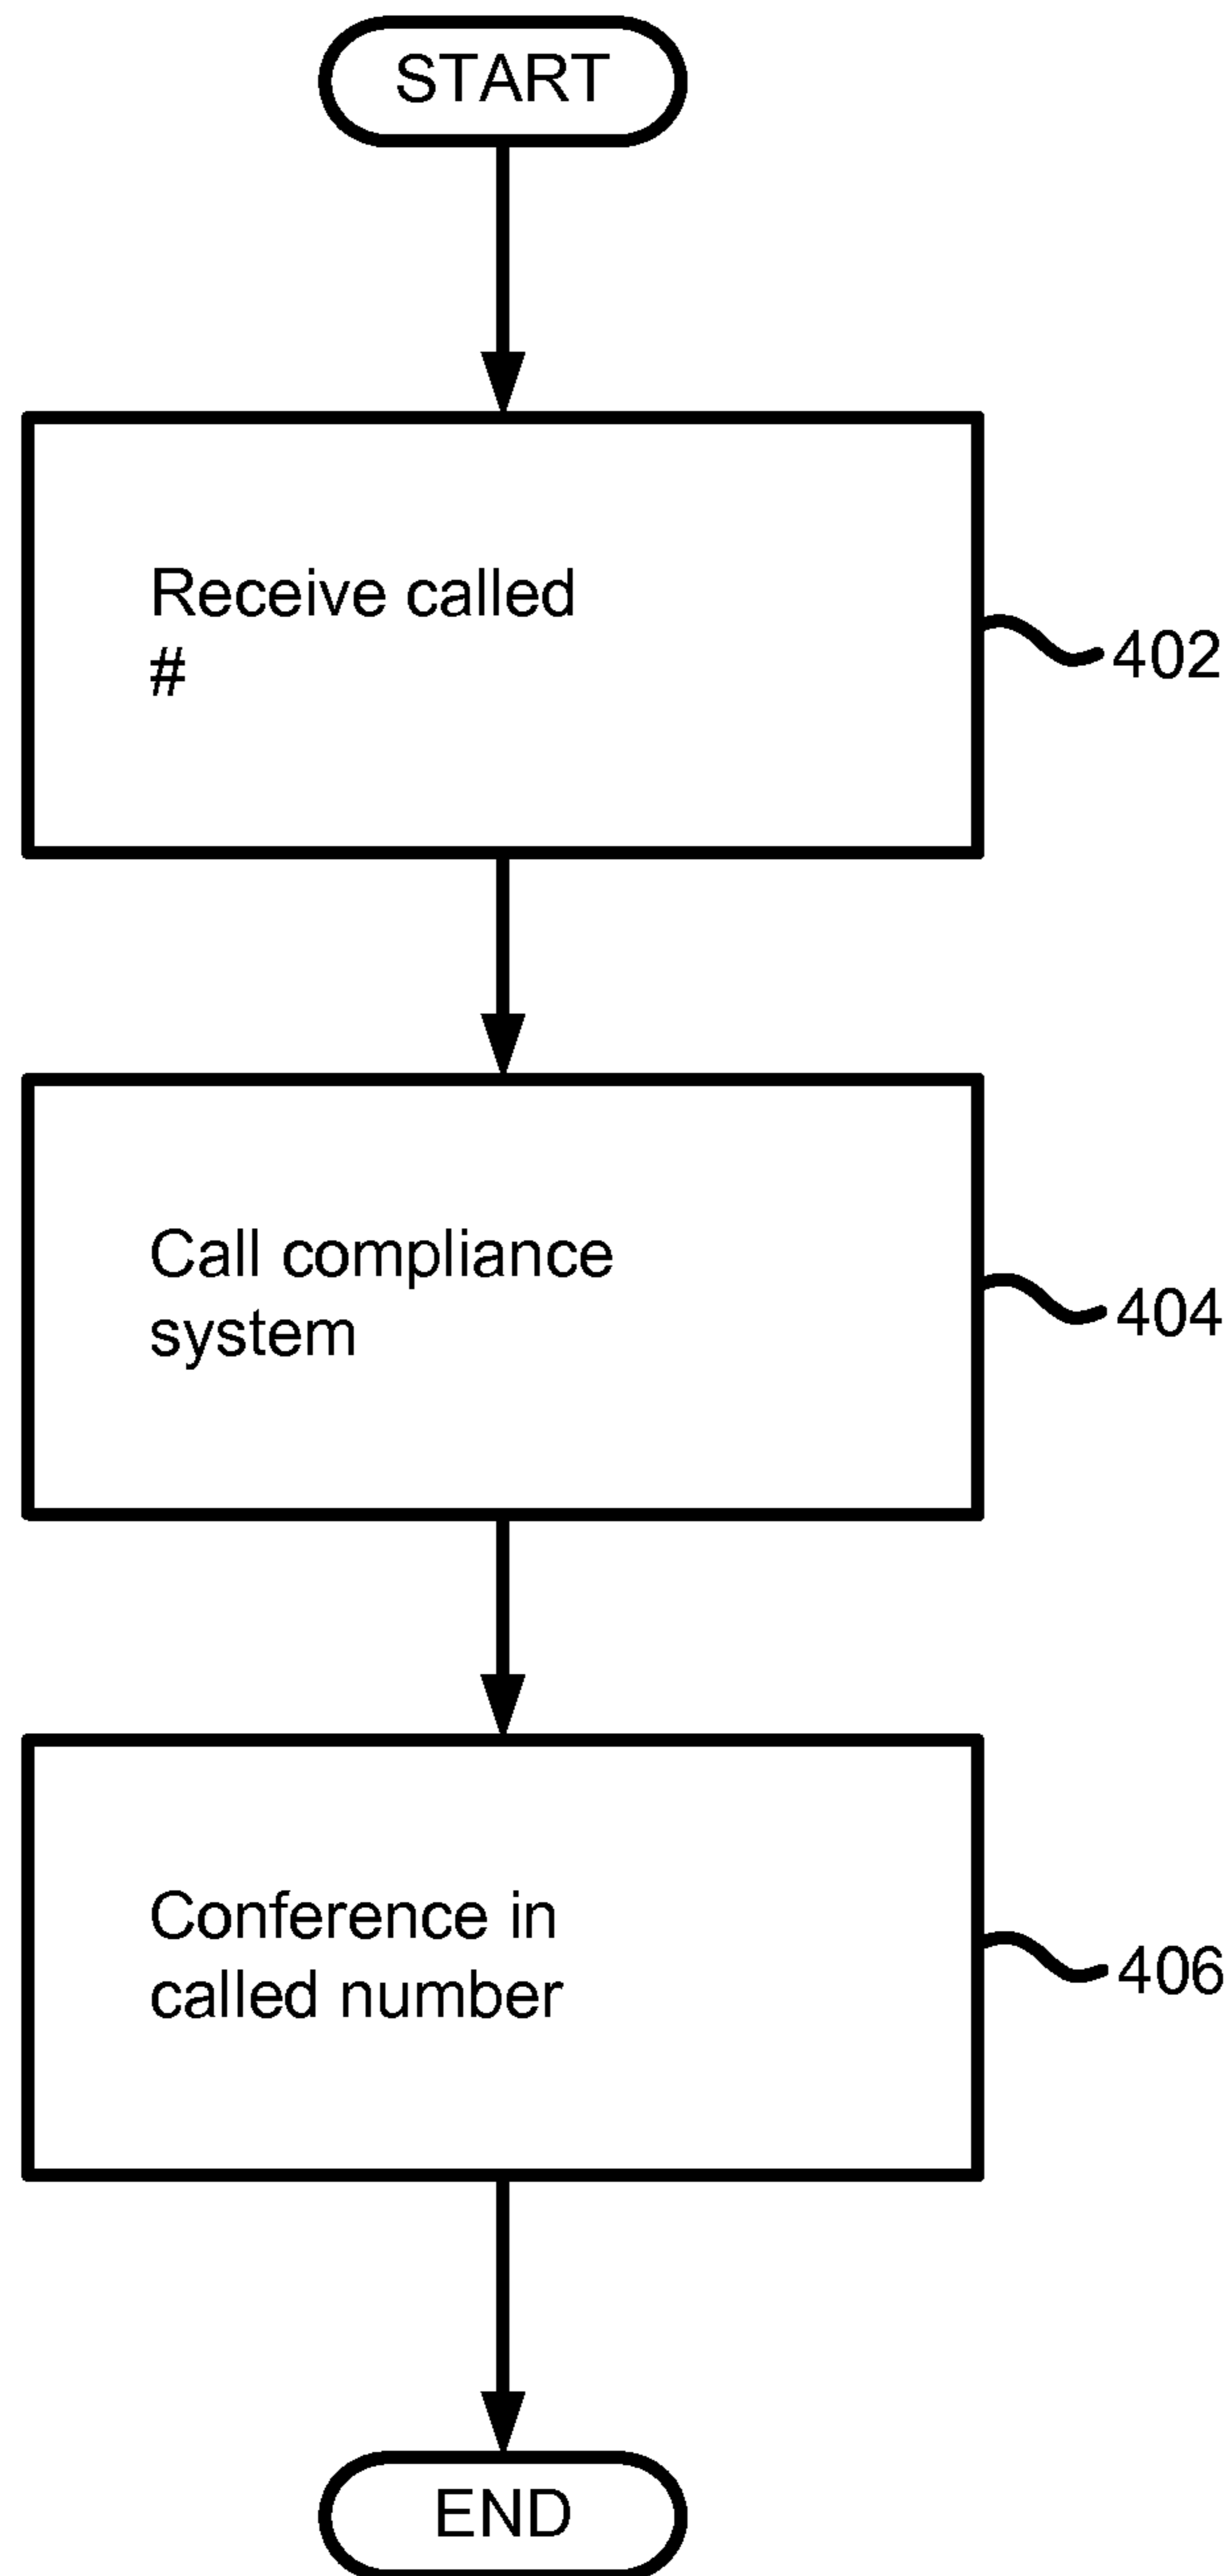 START
Receive called
#
402
Call compliance
system
404
Conference in
called number
406
END